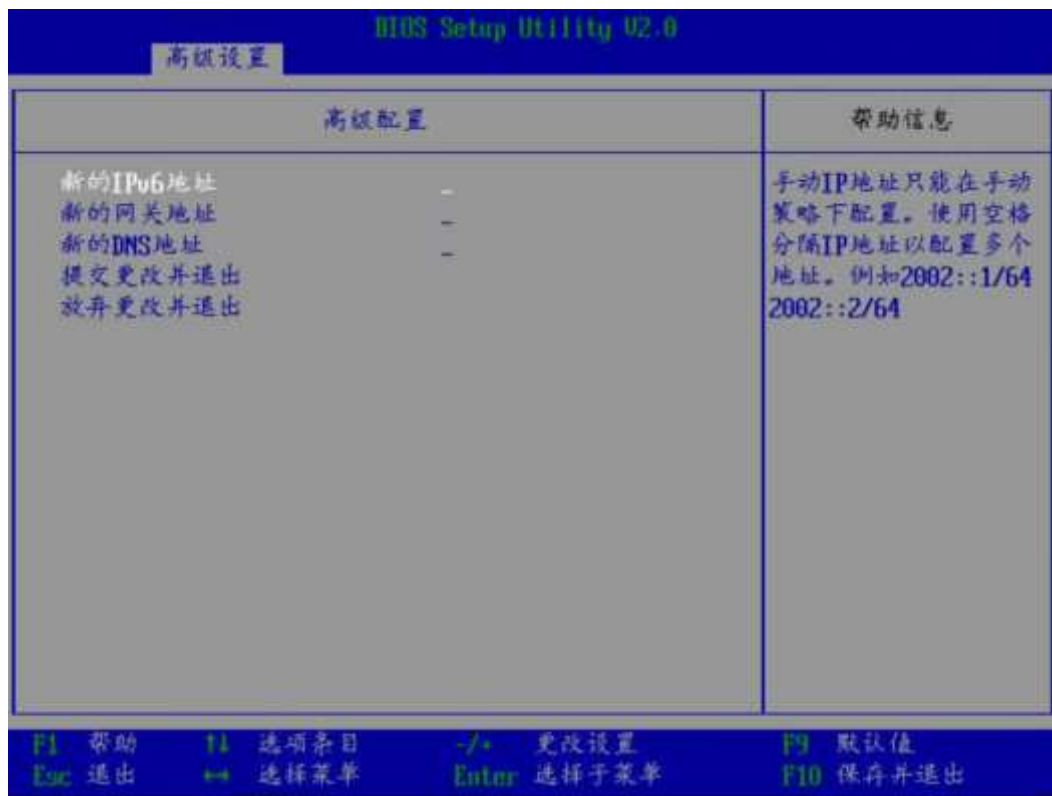 BIOS Setup Utility V2.0
高级设置
高级配置
帮助信息
新的IPv6地址 _
新的网关地址 _
新的DNS地址 _
提交更改并退出
放弃更改并退出
手动IP地址只能在手动
策略下配置。使用空格
分隔IP地址以配置多个
地址。例如2002::1/64
2002::2/64
F1 帮助 ↑↓ 选项条目 -/+ 更改设置 F9 默认值
Esc 退出 ←→ 选择菜单 Enter 选择子菜单 F10 保存并退出